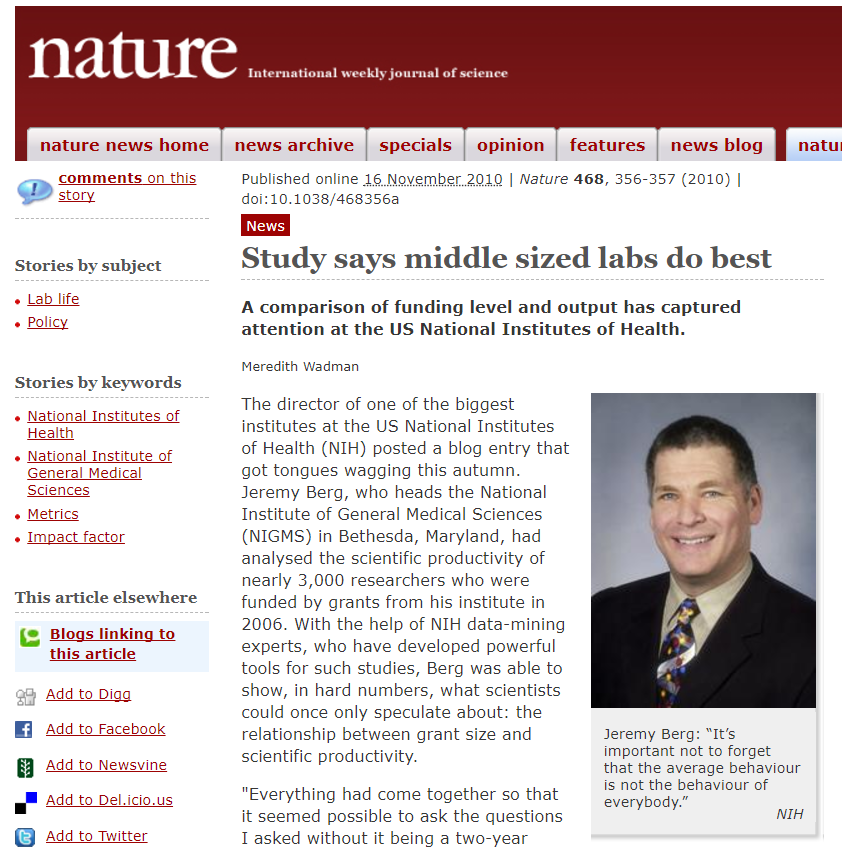 nature International weekly journal of science
nature news home news archive specials opinion features news blog natu
comments on this
story
Stories by subject
Lab life
Policy
Stories by keywords
National Institutes of
Health
National Institute of
General Medical
Sciences
Metrics
Impact factor
This article elsewhere
Blogs linking to
this article
Add to Digg
Add to Facebook
Add to Newsvine
Add to Del.icio.us
Add to Twitter
Published online 16 November 2010 | Nature 468, 356-357 (2010) |
doi:10.1038/468356a
News
Study says middle sized labs do best
A comparison of funding level and output has captured
attention at the US National Institutes of Health.
Meredith Wadman
The director of one of the biggest
institutes at the US National Institutes
of Health (NIH) posted a blog entry that
got tongues wagging this autumn.
Jeremy Berg, who heads the National
Institute of General Medical Sciences
(NIGMS) in Bethesda, Maryland, had
analysed the scientific productivity of
nearly 3,000 researchers who were
funded by grants from his institute in
2006. With the help of NIH data-mining
experts, who have developed powerful
tools for such studies, Berg was able to
show, in hard numbers, what scientists
could once only speculate about: the
relationship between grant size and
scientific productivity.
"Everything had come together so that
it seemed possible to ask the questions
I asked without it being a two-year
Jeremy Berg: “It’s
important not to forget
that the average behaviour
is not the behaviour of
everybody.”
NIH